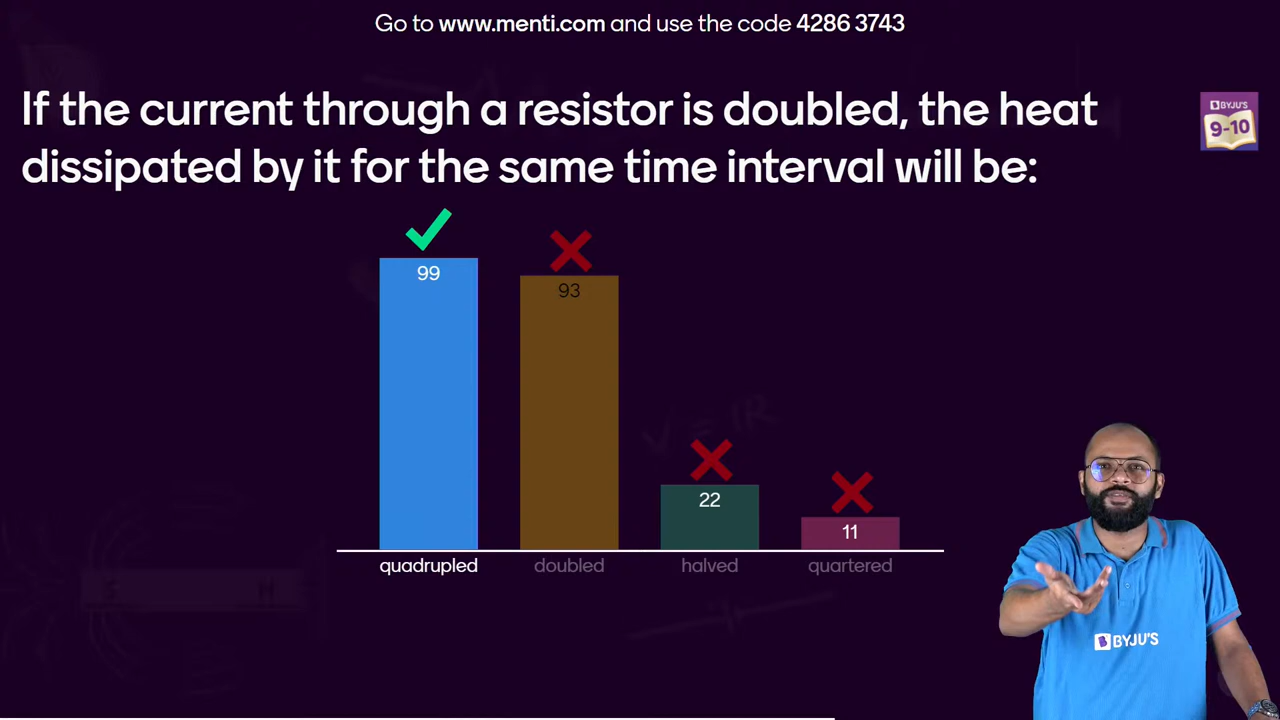 Go to www.menti.com and use the code 4286 3743
If the current through a resistor is doubled, the heat
dissipated by it for the same time interval will be:
BYJU'S
9-10
99
93
22
11
quadrupled
doubled
halved
quartered
V = IR
S
N
BYJU'S